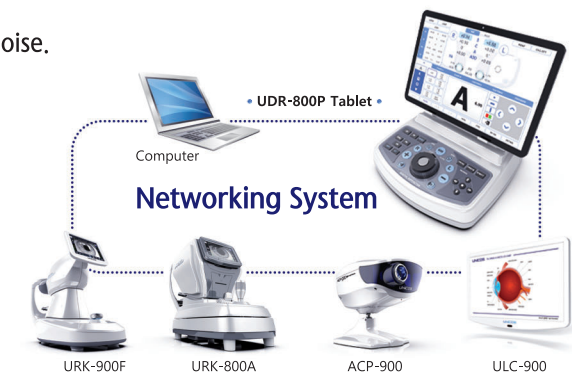 oise.
• UDR-800P Tablet •
A
Computer
Networking System
URK-900F
URK-800A
ACP-900
ULC-900